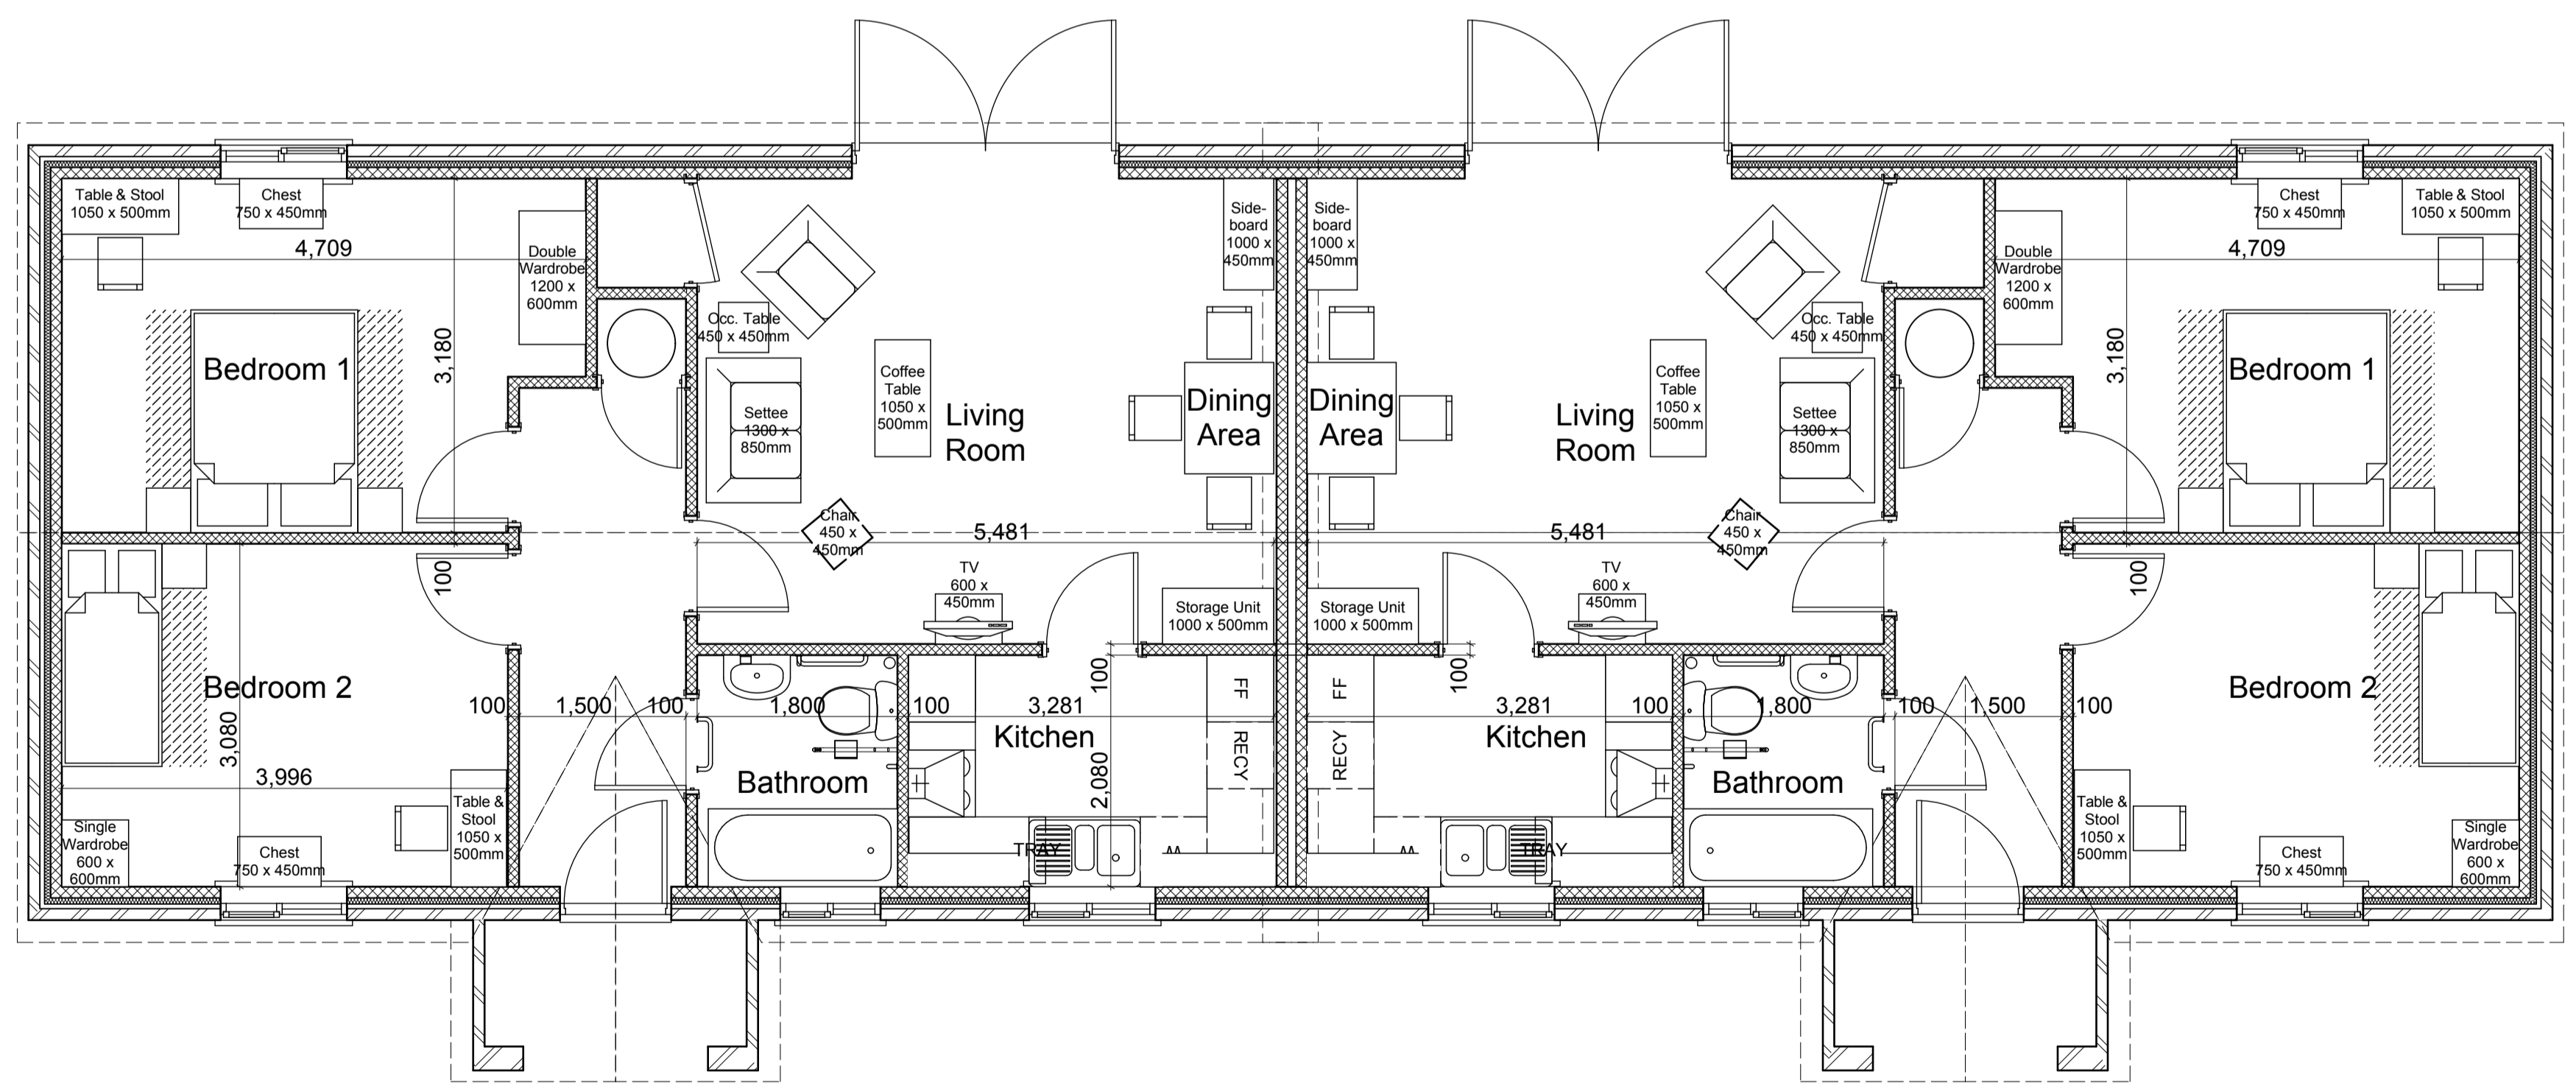 Table & Stool
1050 x 500mm
Chest
750 x 450mm
4,709
Double
Wardrobe
1200 x
600mm
3,180
Bedroom 1
Occ. Table
450 x 450mm
Settee
1300 x
850mm
Coffee
Table
1050 x
500mm
Living
Room
Side-
board
1000 x
450mm
Dining
Area
Chair
450 x
450mm
5,481
TV
600 x
450mm
Storage Unit
1000 x 500mm
100
Bedroom 2
3,080
3,996
Single
Wardrobe
600 x
600mm
Chest
750 x 450mm
Table &
Stool
1050 x
500mm
100
1,500
100
1,800
Bathroom
100
3,281
100
Kitchen
2,080
FF
RECY
TRAY
Side-
board
1000 x
450mm
Dining
Area
Living
Room
Coffee
Table
1050 x
500mm
Occ. Table
450 x 450mm
Settee
1300 x
850mm
Chair
450 x
450mm
5,481
TV
600 x
450mm
Storage Unit
1000 x 500mm
Double
Wardrobe
1200 x
600mm
Chest
750 x 450mm
Table & Stool
1050 x 500mm
4,709
3,180
Bedroom 1
100
FF
RECY
100
3,281
Kitchen
TRAY
100
1,800
Bathroom
100
1,500
100
Bedroom 2
Table &
Stool
1050 x
500mm
Chest
750 x 450mm
Single
Wardrobe
600 x
600mm